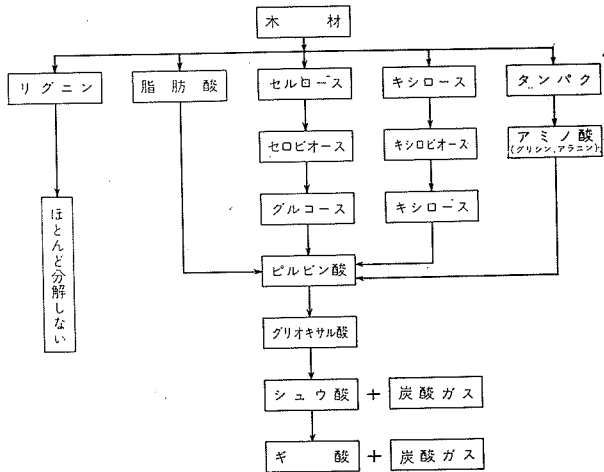 木材
リグニン
脂肪酸
セルロース
キシロース
タンパク
セロビオース
キシロビオース
アミノ酸
(グリシン,アラニン)
グルコース
キシロース
ほとんど分解しない
ピルビン酸
グリオキサル酸
シュウ酸 + 炭酸ガス
ギ酸 + 炭酸ガス